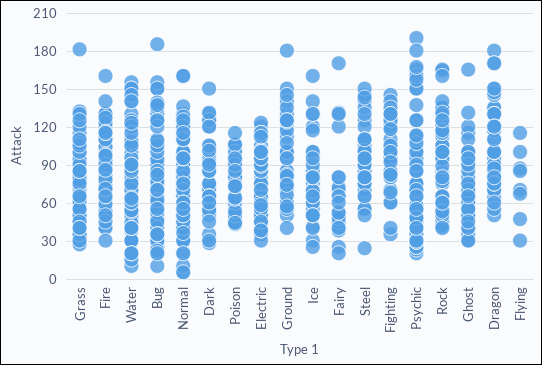 210
180
150
120
90
60
30
0
Attack
Grass
Fire
Water
Bug
Normal
Dark
Poison
Electric
Ground
Ice
Fairy
Steel
Fighting
Psychic
Rock
Ghost
Dragon
Flying
Type 1